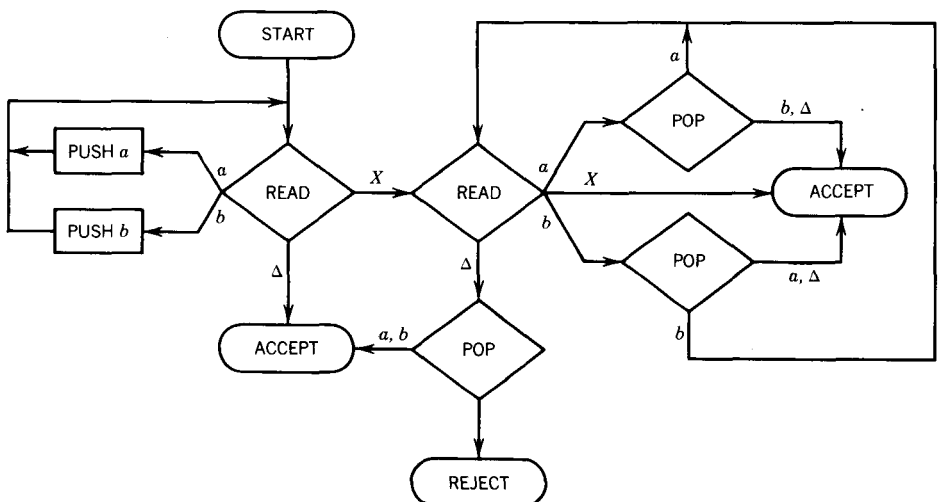 START
a
POP
b, Δ
PUSH a
a
READ
X
READ
a
X
ACCEPT
PUSH b
b
b
POP
a, Δ
Δ
Δ
b
ACCEPT
a, b
POP
REJECT